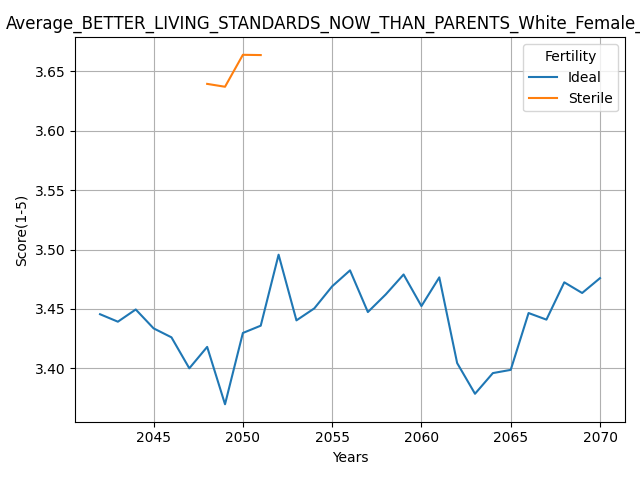 Average_BETTER_LIVING_STANDARDS_NOW_THAN_PARENTS_White_Female_
Fertility
Ideal
Sterile
3.65
3.60
3.55
3.50
3.45
3.40
Score(1-5)
2045 2050 2055 2060 2065 2070
Years